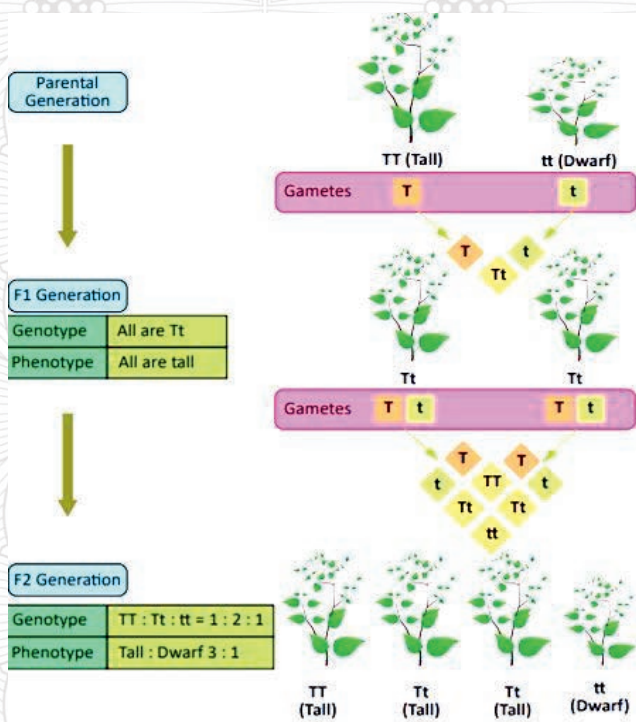 Parental
Generation
TT (Tall)
tt (Dwarf)
Gametes
T
t
T
t
Tt
F1 Generation
Genotype
All are Tt
Phenotype
All are tall
Tt
Tt
Gametes
T
t
T
t
T
T
t
TT
t
Tt
Tt
tt
F2 Generation
Genotype
TT : Tt : tt = 1 : 2 : 1
Phenotype
Tall : Dwarf 3 : 1
TT
(Tall)
Tt
(Tall)
Tt
(Tall)
tt
(Dwarf)